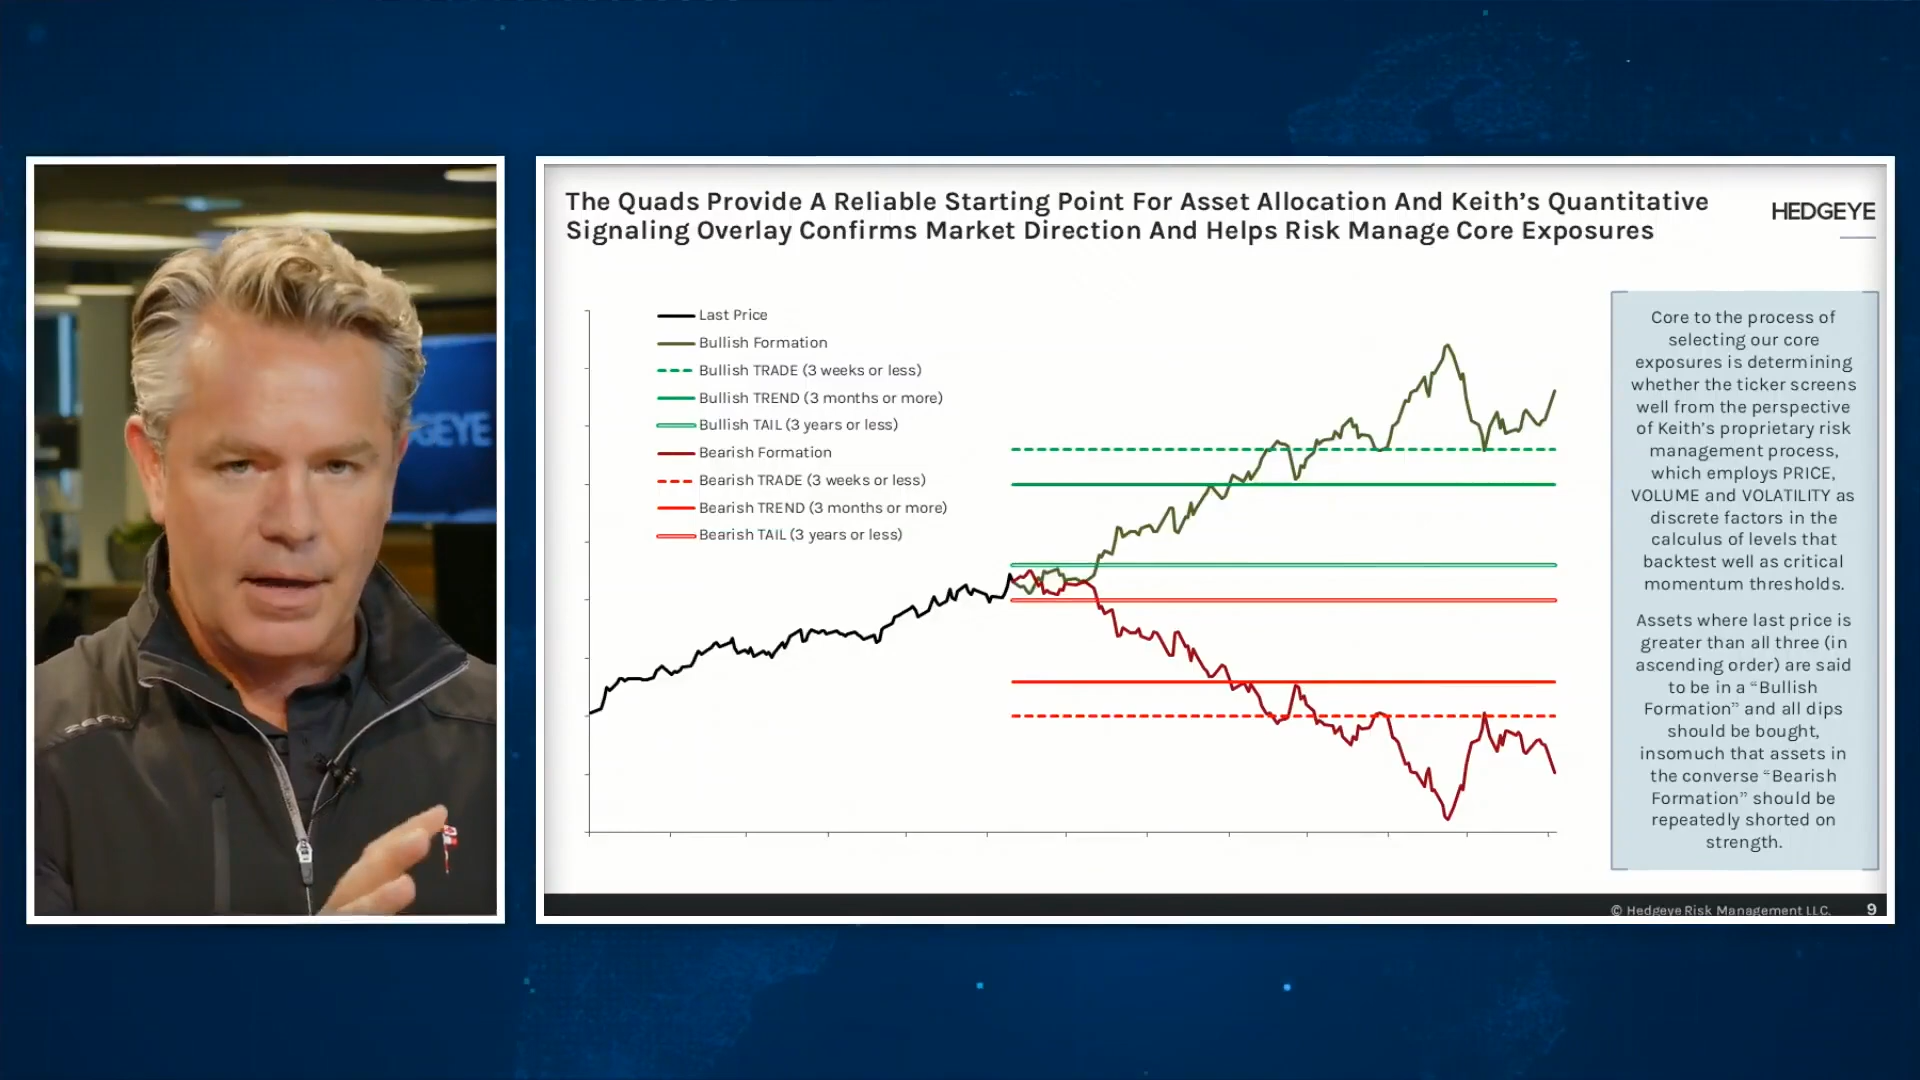 GEYE
The Quads Provide A Reliable Starting Point For Asset Allocation And Keith's Quantitative
Signaling Overlay Confirms Market Direction And Helps Risk Manage Core Exposures
HEDGEYE
Last Price
Bullish Formation
Bullish TRADE (3 weeks or less)
Bullish TREND (3 months or more)
Bullish TAIL (3 years or less)
Bearish Formation
Bearish TRADE (3 weeks or less)
Bearish TREND (3 months or more)
Bearish TAIL (3 years or less)
Core to the process of
selecting our core
exposures is determining
whether the ticker screens
well from the perspective
of Keith's proprietary risk
management process,
which employs PRICE,
VOLUME and VOLATILITY as
discrete factors in the
calculus of levels that
backtest well as critical
momentum thresholds.
Assets where last price is
greater than all three (in
ascending order) are said
to be in a “Bullish
Formation” and all dips
should be bought,
insomuch that assets in
the converse “Bearish
Formation” should be
repeatedly shorted on
strength.
© Hedgeye Risk Management LLC.
9